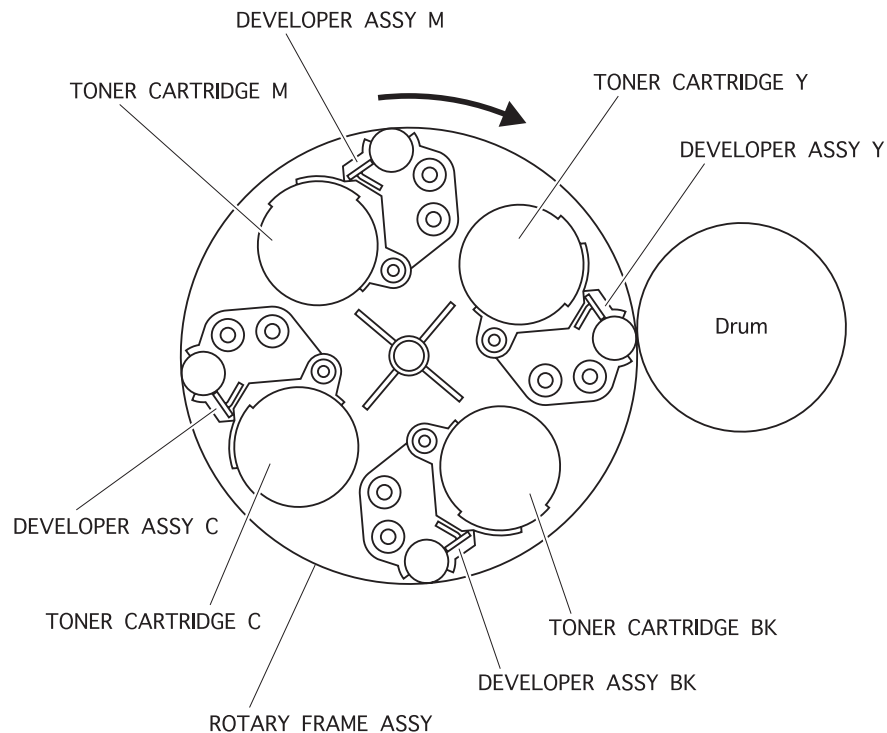 DEVELOPER ASSY M
TONER CARTRIDGE M
TONER CARTRIDGE Y
DEVELOPER ASSY Y
Drum
DEVELOPER ASSY C
TONER CARTRIDGE C
TONER CARTRIDGE BK
DEVELOPER ASSY BK
ROTARY FRAME ASSY